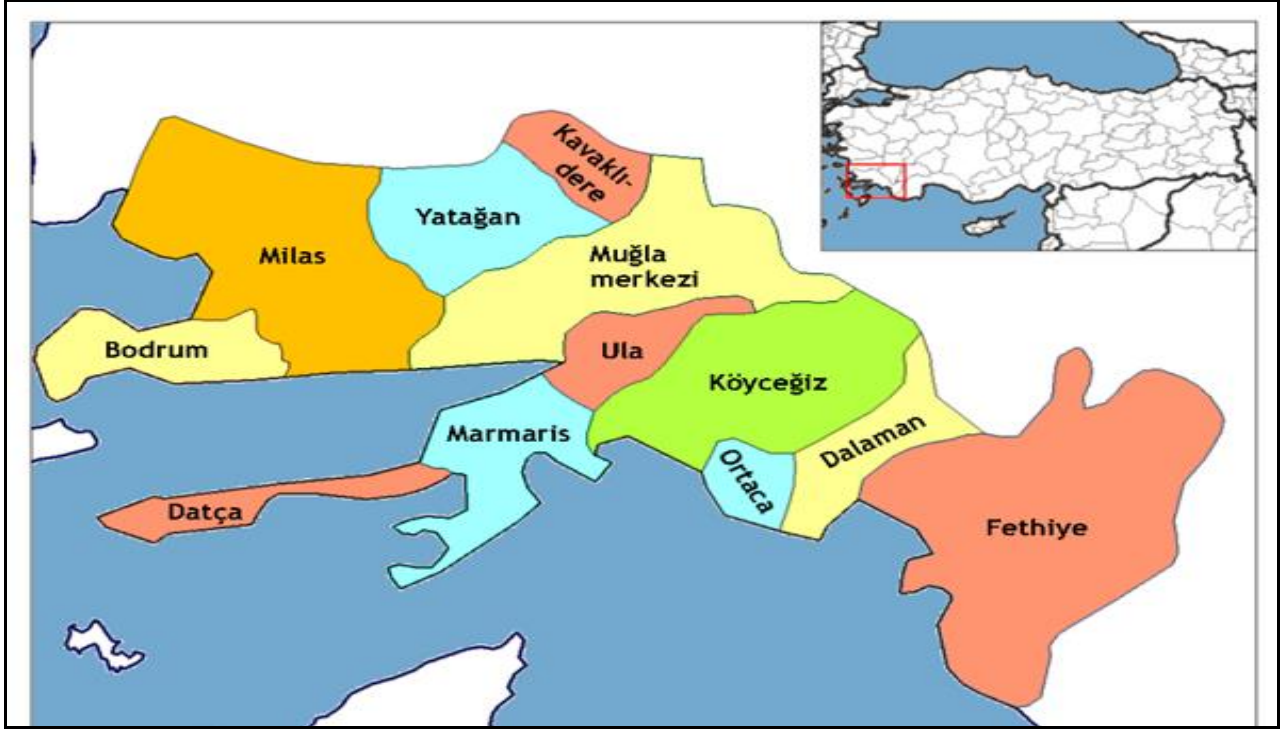 Kavaklı-
dere
Yatağan
Milas
Muğla
merkezi
Bodrum
Ula
Köyceğiz
Marmaris
Dalaman
Ortaca
Datça
Fethiye